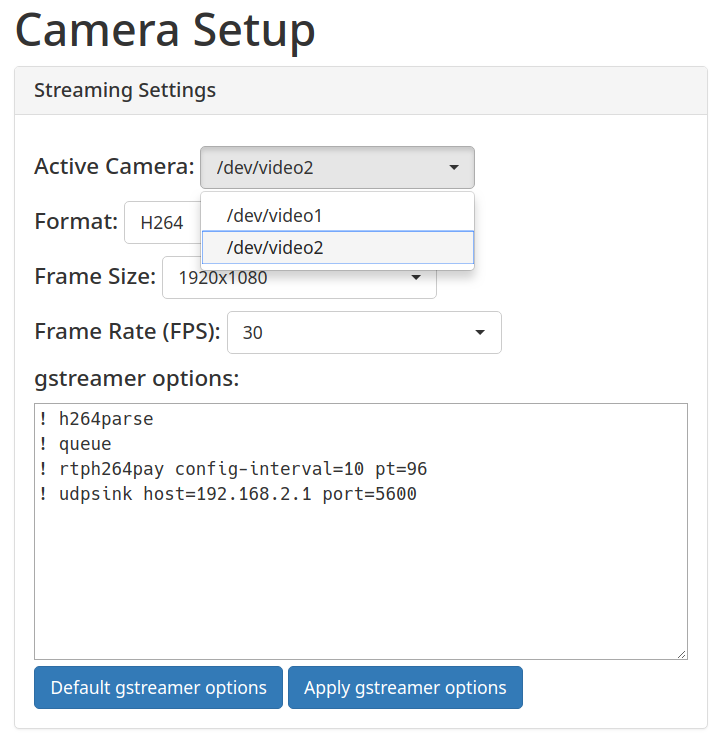 Camera Setup
Streaming Settings
Active Camera: /dev/video2
/dev/video1
Format: H264
/dev/video2
Frame Size: 1920x1080
Frame Rate (FPS): 30
gstreamer options:
! h264parse
! queue
! rtph264pay config-interval=10 pt=96
! udpsink host=192.168.2.1 port=5600
Default gstreamer options Apply gstreamer options